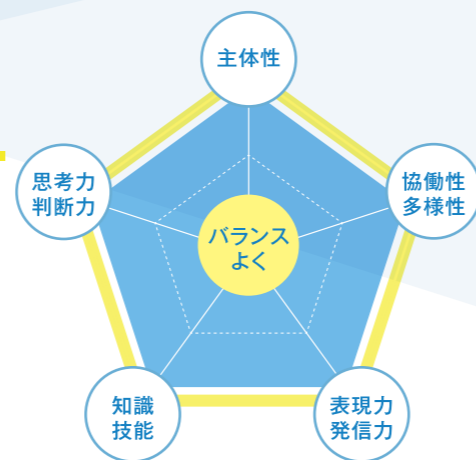 主体性
思考力
判断力
協働性
多様性
バランス
よく
知識
技能
表現力
発信力